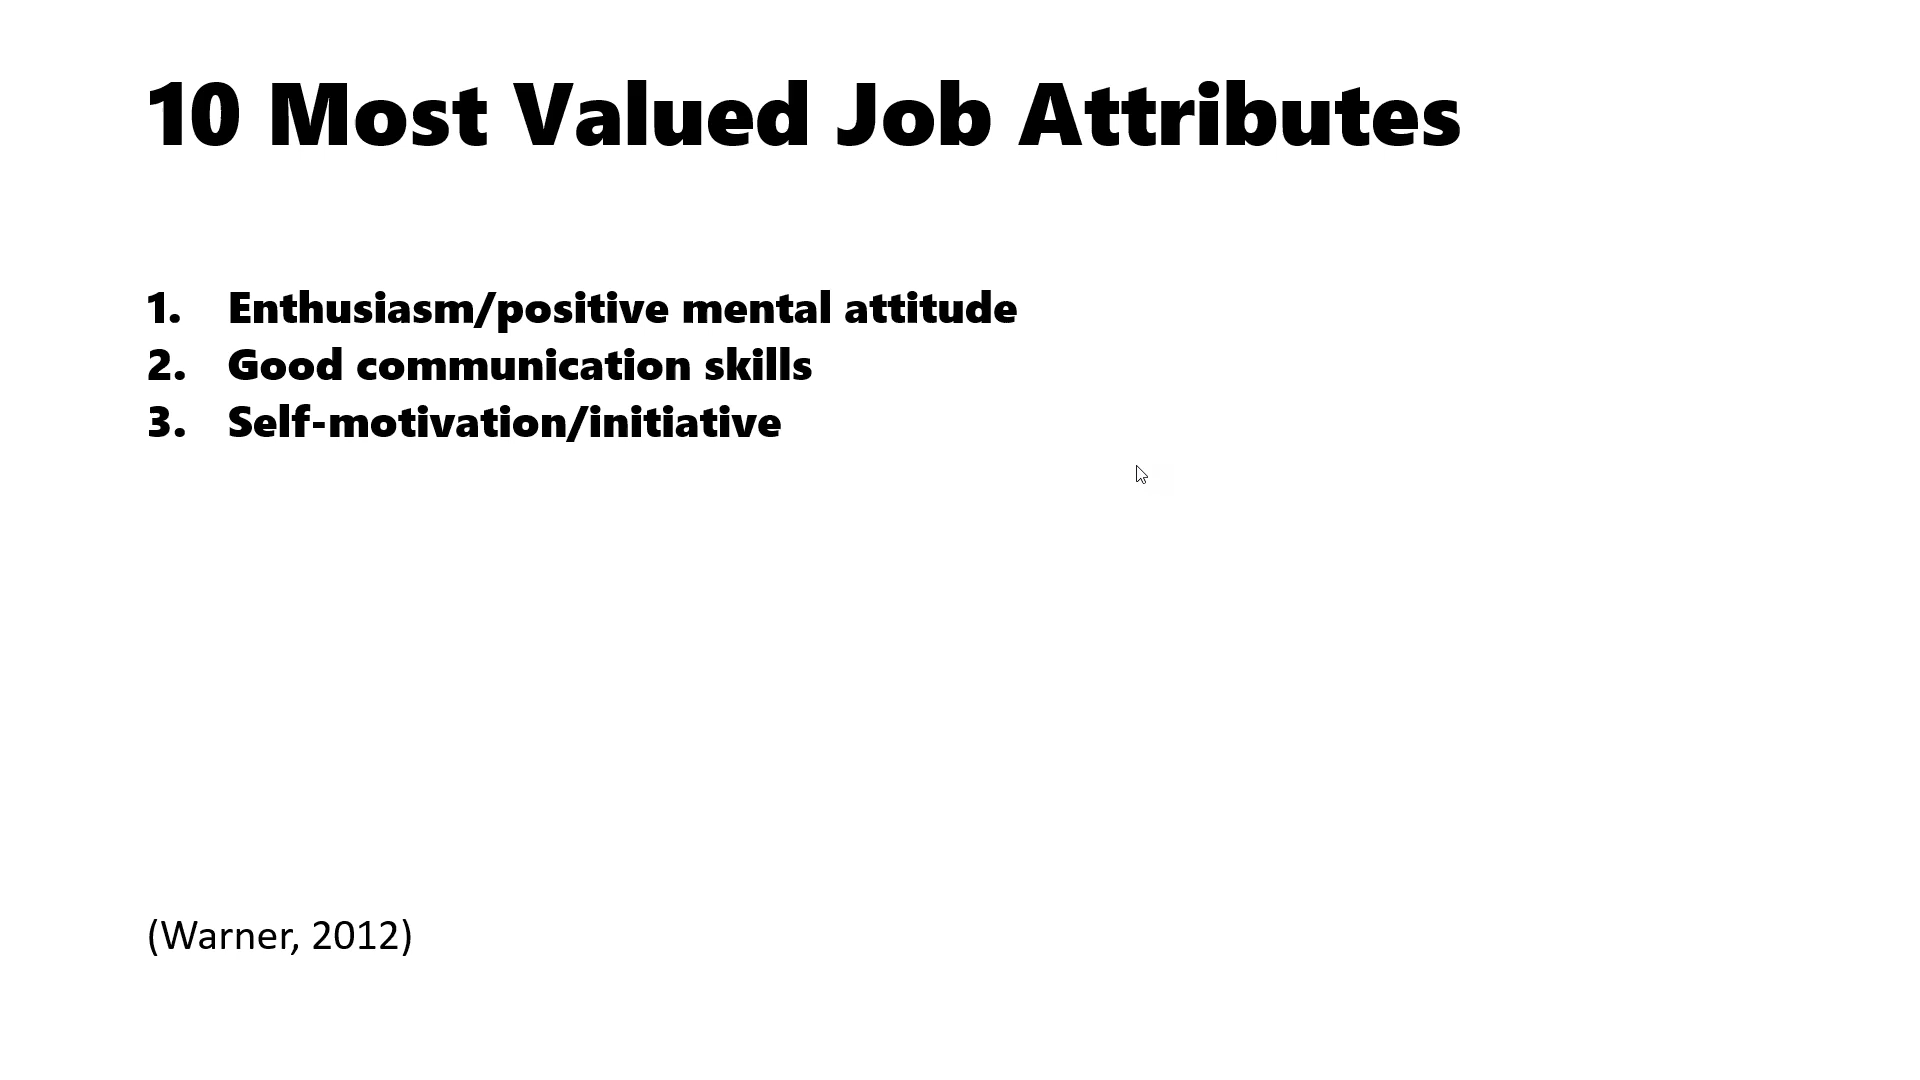 10 Most Valued Job Attributes
1. Enthusiasm/positive mental attitude
2. Good communication skills
3. Self-motivation/initiative
(Warner, 2012)